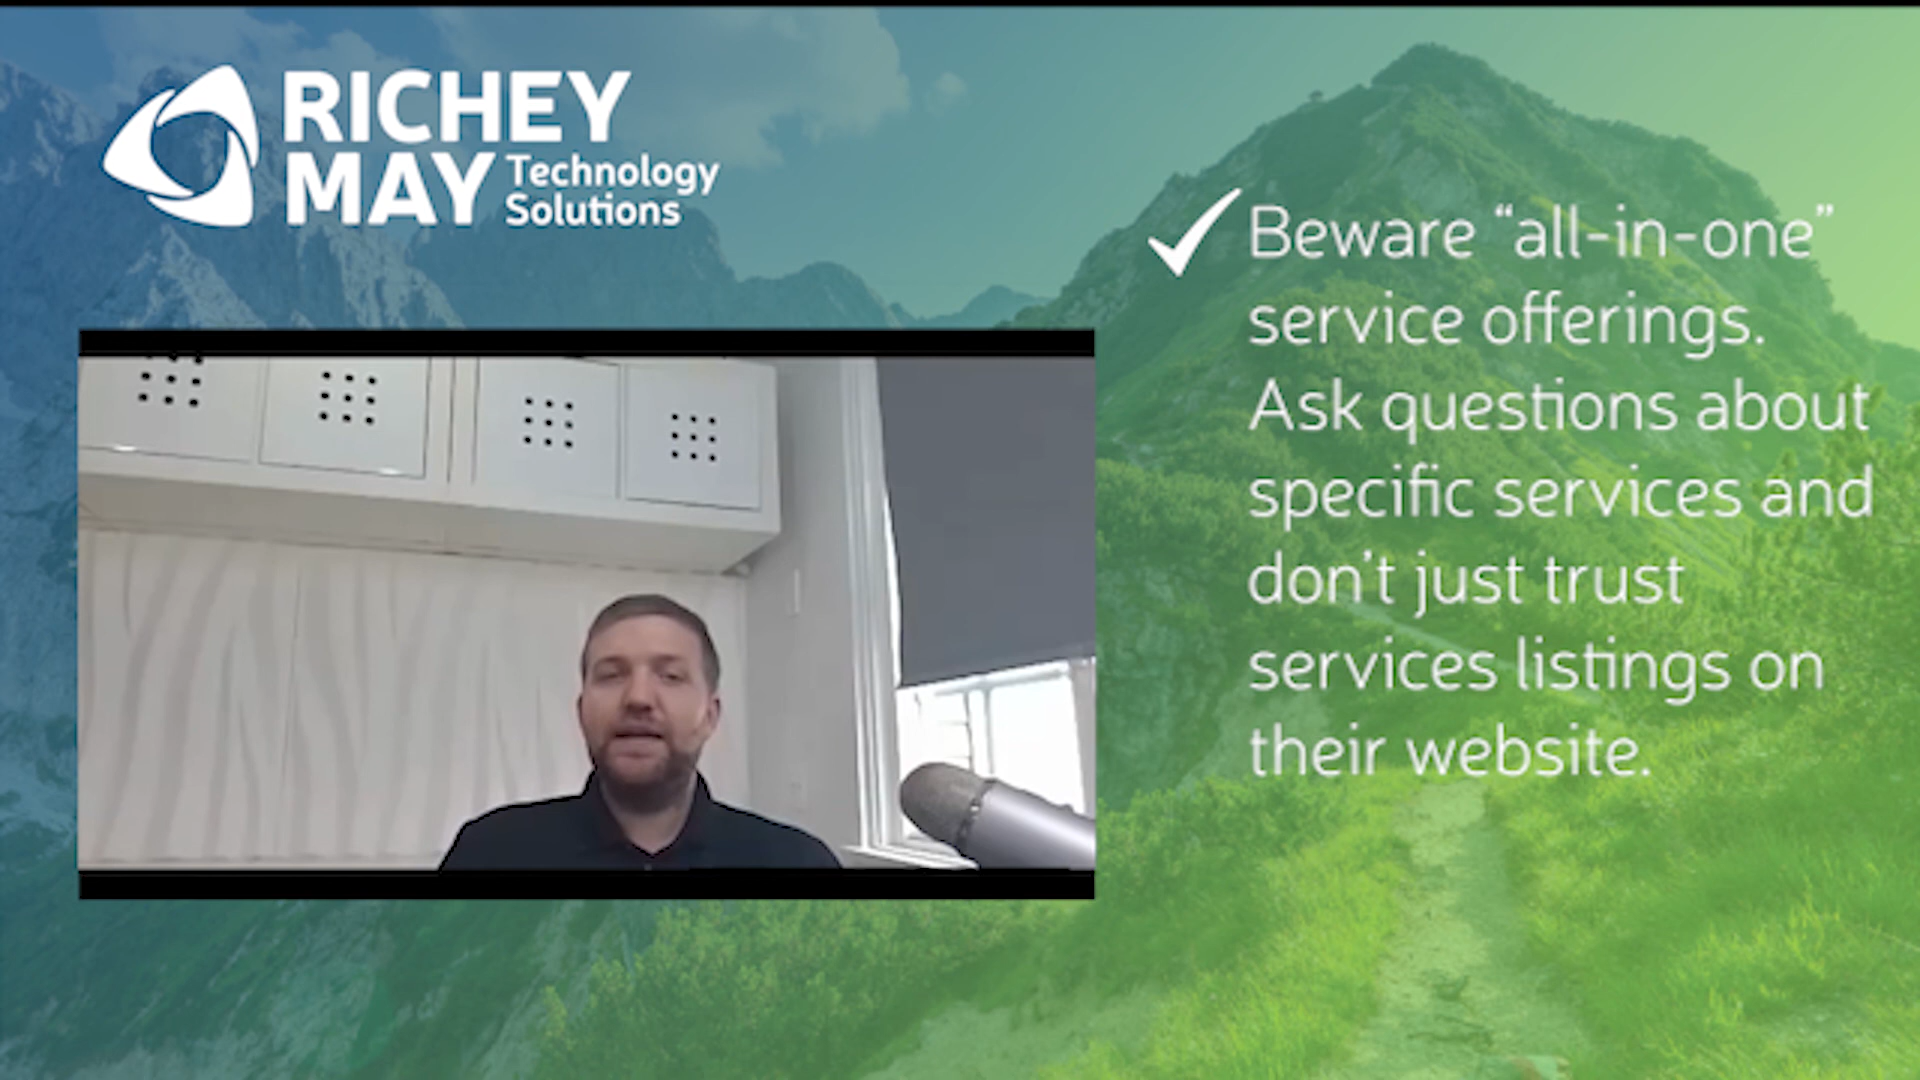 RICHEY
MAY Technology
Solutions
Beware “all-in-one”
service offerings.
Ask questions about
specific services and
don’t just trust
services listings on
their website.